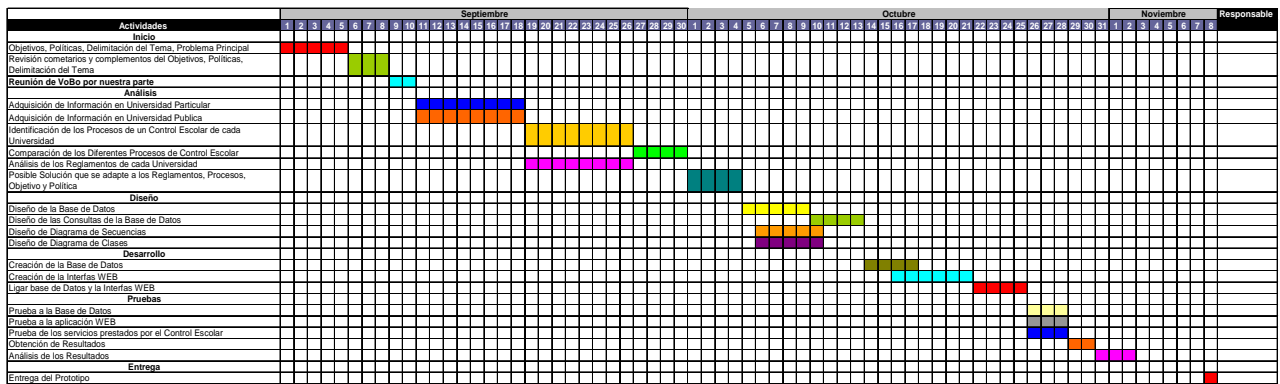 Septiembre Octubre Noviembre Responsable
Actividades 1 2 3 4 5 6 7 8 9 10 11 12 13 14 15 16 17 18 19 20 21 22 23 24 25 26 27 28 29 30 1 2 3 4 5 6 7 8 9 10 11 12 13 14 15 16 17 18 19 20 21 22 23 24 25 26 27 28 29 30 31 1 2 3 4 5 6 7 8
Inicio
Objetivos, Políticas, Delimitación del Tema, Problema Principal
Revisión cometarios y complementos del Objetivos, Políticas,
Delimitación del Tema
Reunión de VoBo por nuestra parte
Análisis
Adquisición de Información en Universidad Particular
Adquisición de Información en Universidad Publica
Identificación de los Procesos de un Control Escolar de cada
Universidad
Comparación de los Diferentes Procesos de Control Escolar
Análisis de los Reglamentos de cada Universidad
Posible Solución que se adapte a los Reglamentos, Procesos,
Objetivo y Política
Diseño
Diseño de la Base de Datos
Diseño de las Consultas de la Base de Datos
Diseño de Diagrama de Secuencias
Diseño de Diagrama de Clases
Desarrollo
Creación de la Base de Datos
Creación de la Interfas WEB
Ligar base de Datos y la Interfas WEB
Pruebas
Prueba a la Base de Datos
Prueba a la aplicación WEB
Prueba de los servicios prestados por el Control Escolar
Obtención de Resultados
Análisis de los Resultados
Entrega
Entrega del Prototipo